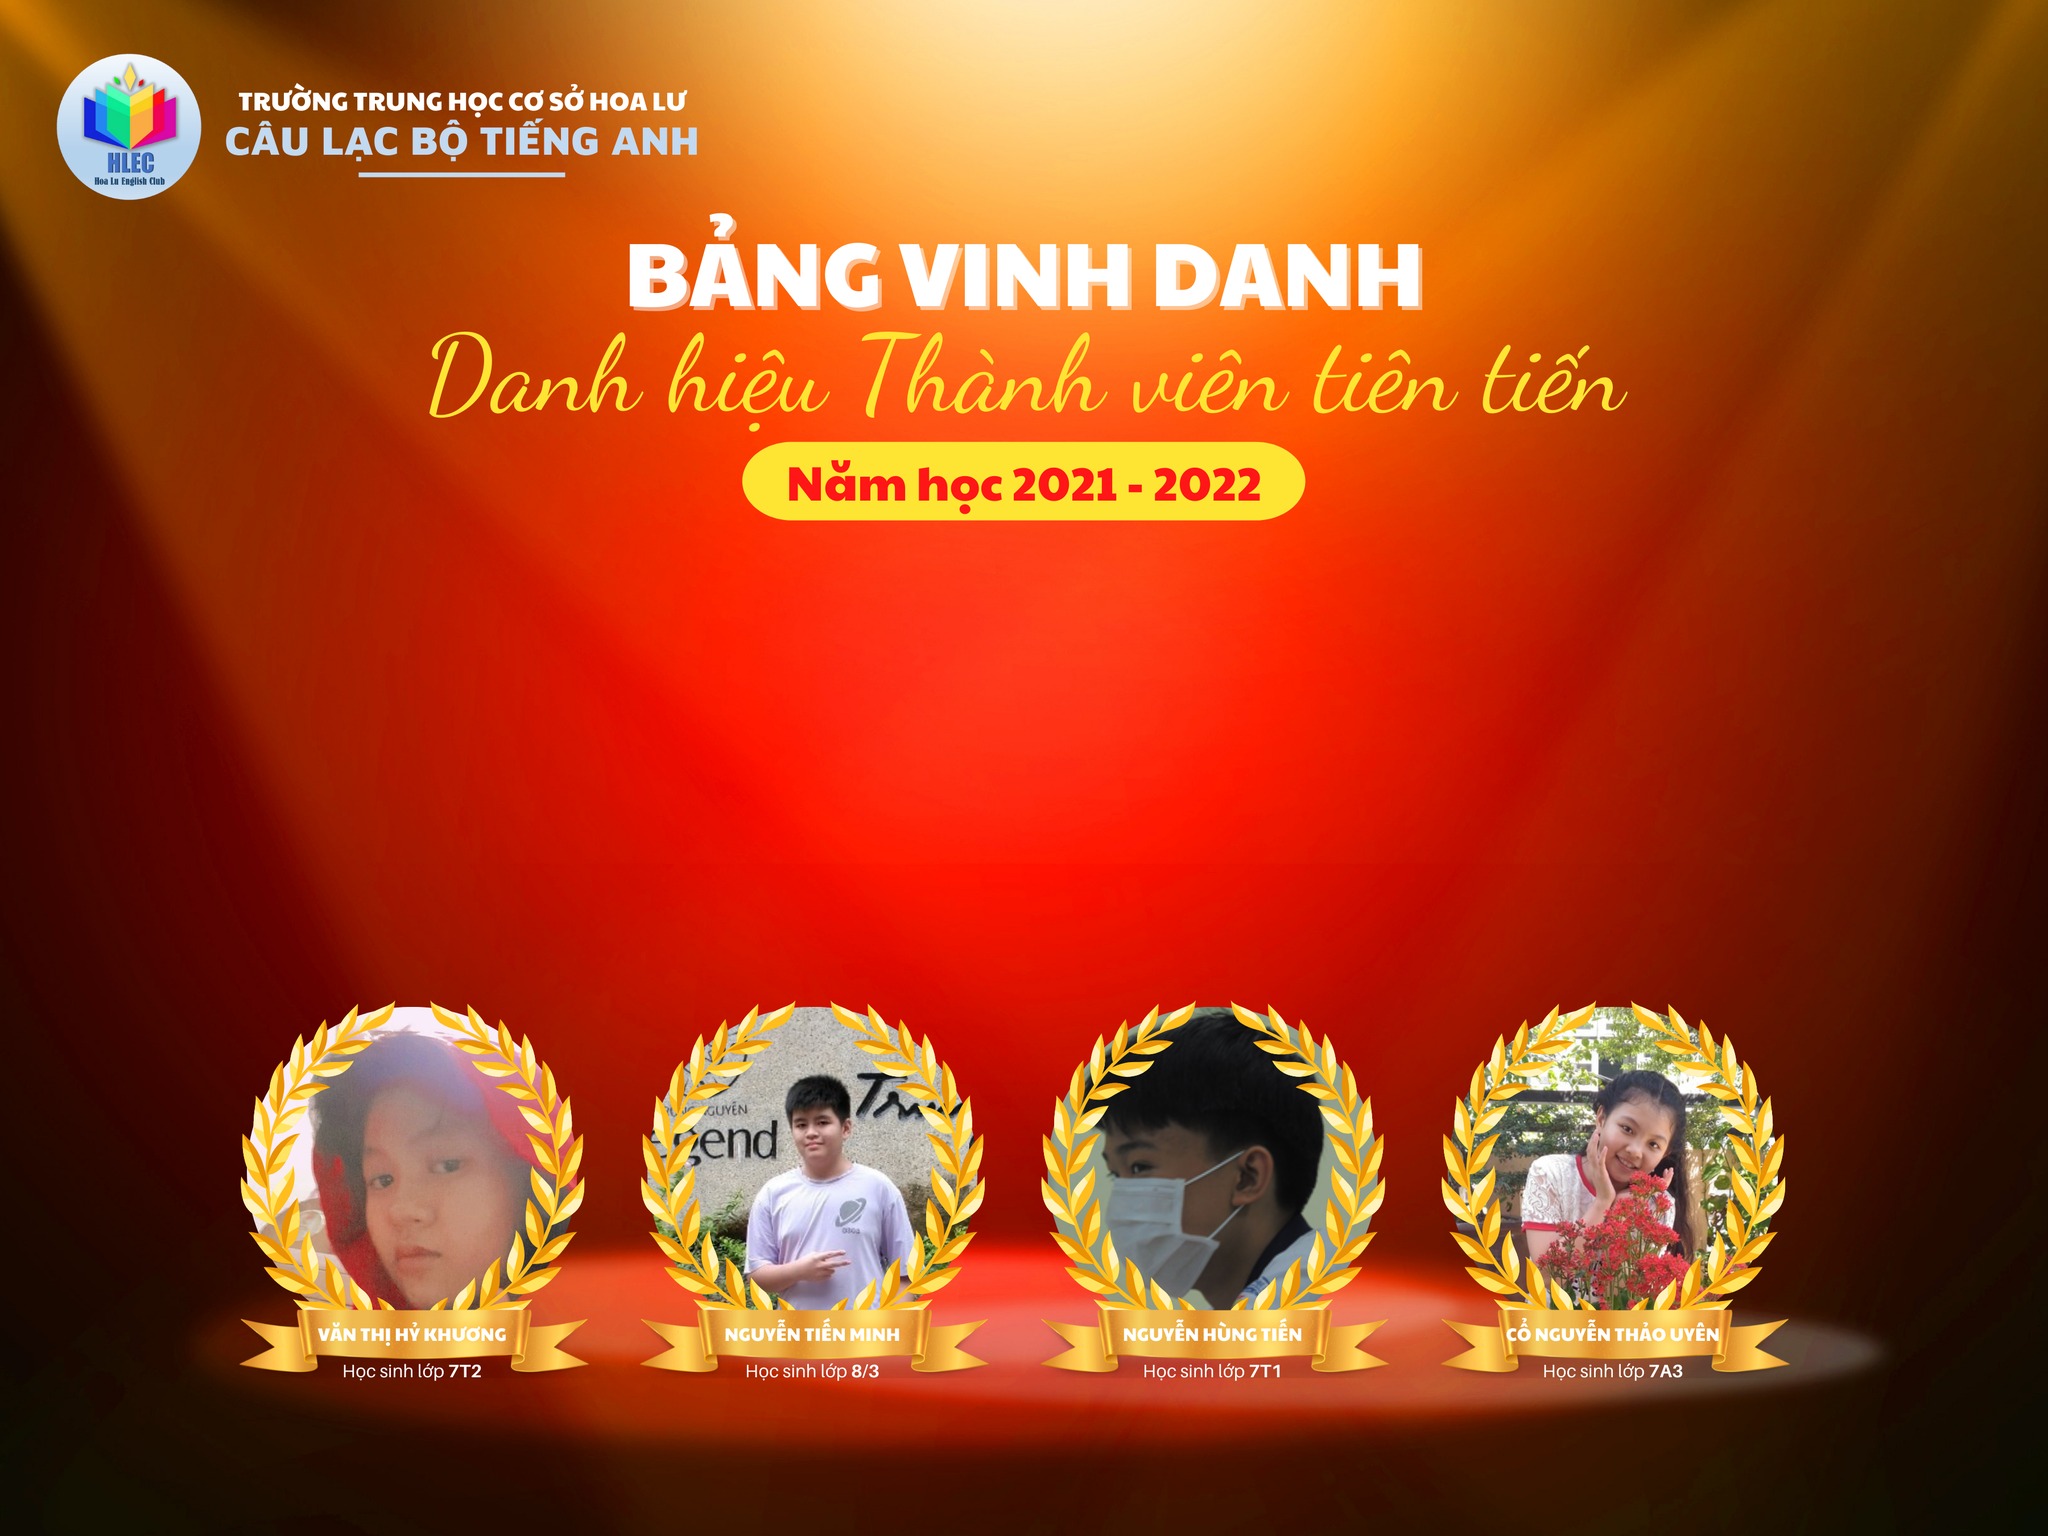 TRƯỜNG TRUNG HỌC CƠ SỞ HOA LƯ
CÂU LẠC BỘ TIẾNG ANH
HLEC
Hoa Lu English Club
BẢNG VINH DANH
Danh hiệu Thành viên tiên tiến
Năm học 2021 - 2022
VĂN THỊ HỶ KHƯƠNG
Học sinh lớp 7T2
NGUYỄN
egend
NGUYỄN TIẾN MINH
Học sinh lớp 8/3
NGUYỄN HÙNG TIẾN
Học sinh lớp 7T1
CỔ NGUYỄN THẢO UYÊN
Học sinh lớp 7A3